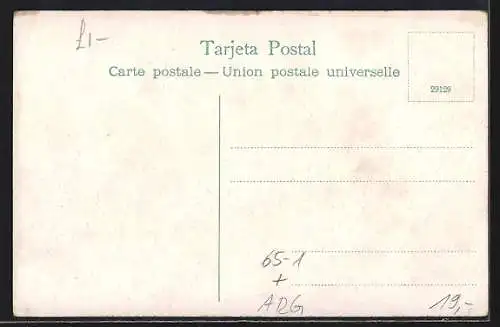 £1-
Tarjeta Postal
Carte postale — Union postale universelle
29129
65-1
+
ARG
19,-